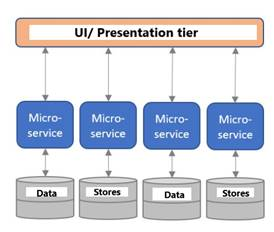 UI/ Presentation tier
Micro-
service
Micro-
service
Micro-
service
Micro-
service
Data
Stores
Data
Stores